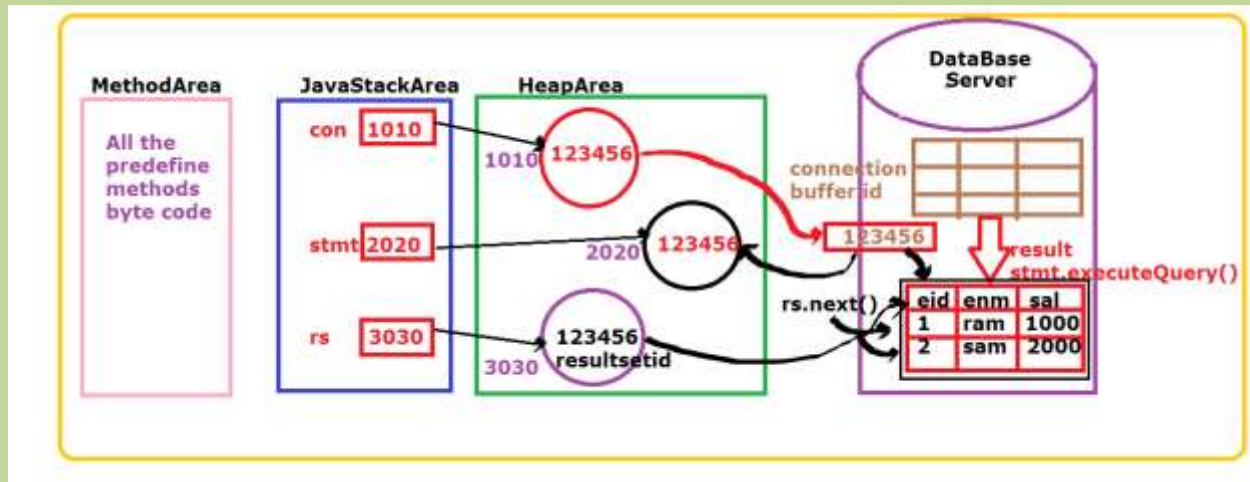 MethodArea
All the
predefine
methods
byte code
JavaStackArea
con 1010
stmt 2020
rs 3030
HeapArea
1010
123456
2020
123456
3030
123456
resultsetid
DataBase
Server
connection
buffer id
123456
result
stmt.executeQuery()
rs.next()
eid enm sal
1 ram 1000
2 sam 2000